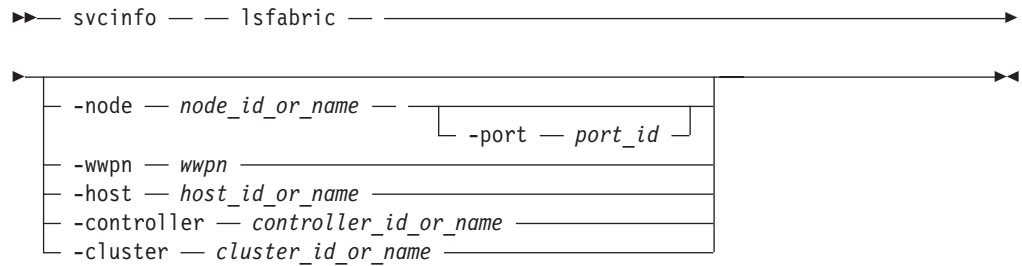 svcinfo lsfabric
-node node_id_or_name
-port port_id
-wwpn wwpn
-host host_id_or_name
-controller controller_id_or_name
-cluster cluster_id_or_name